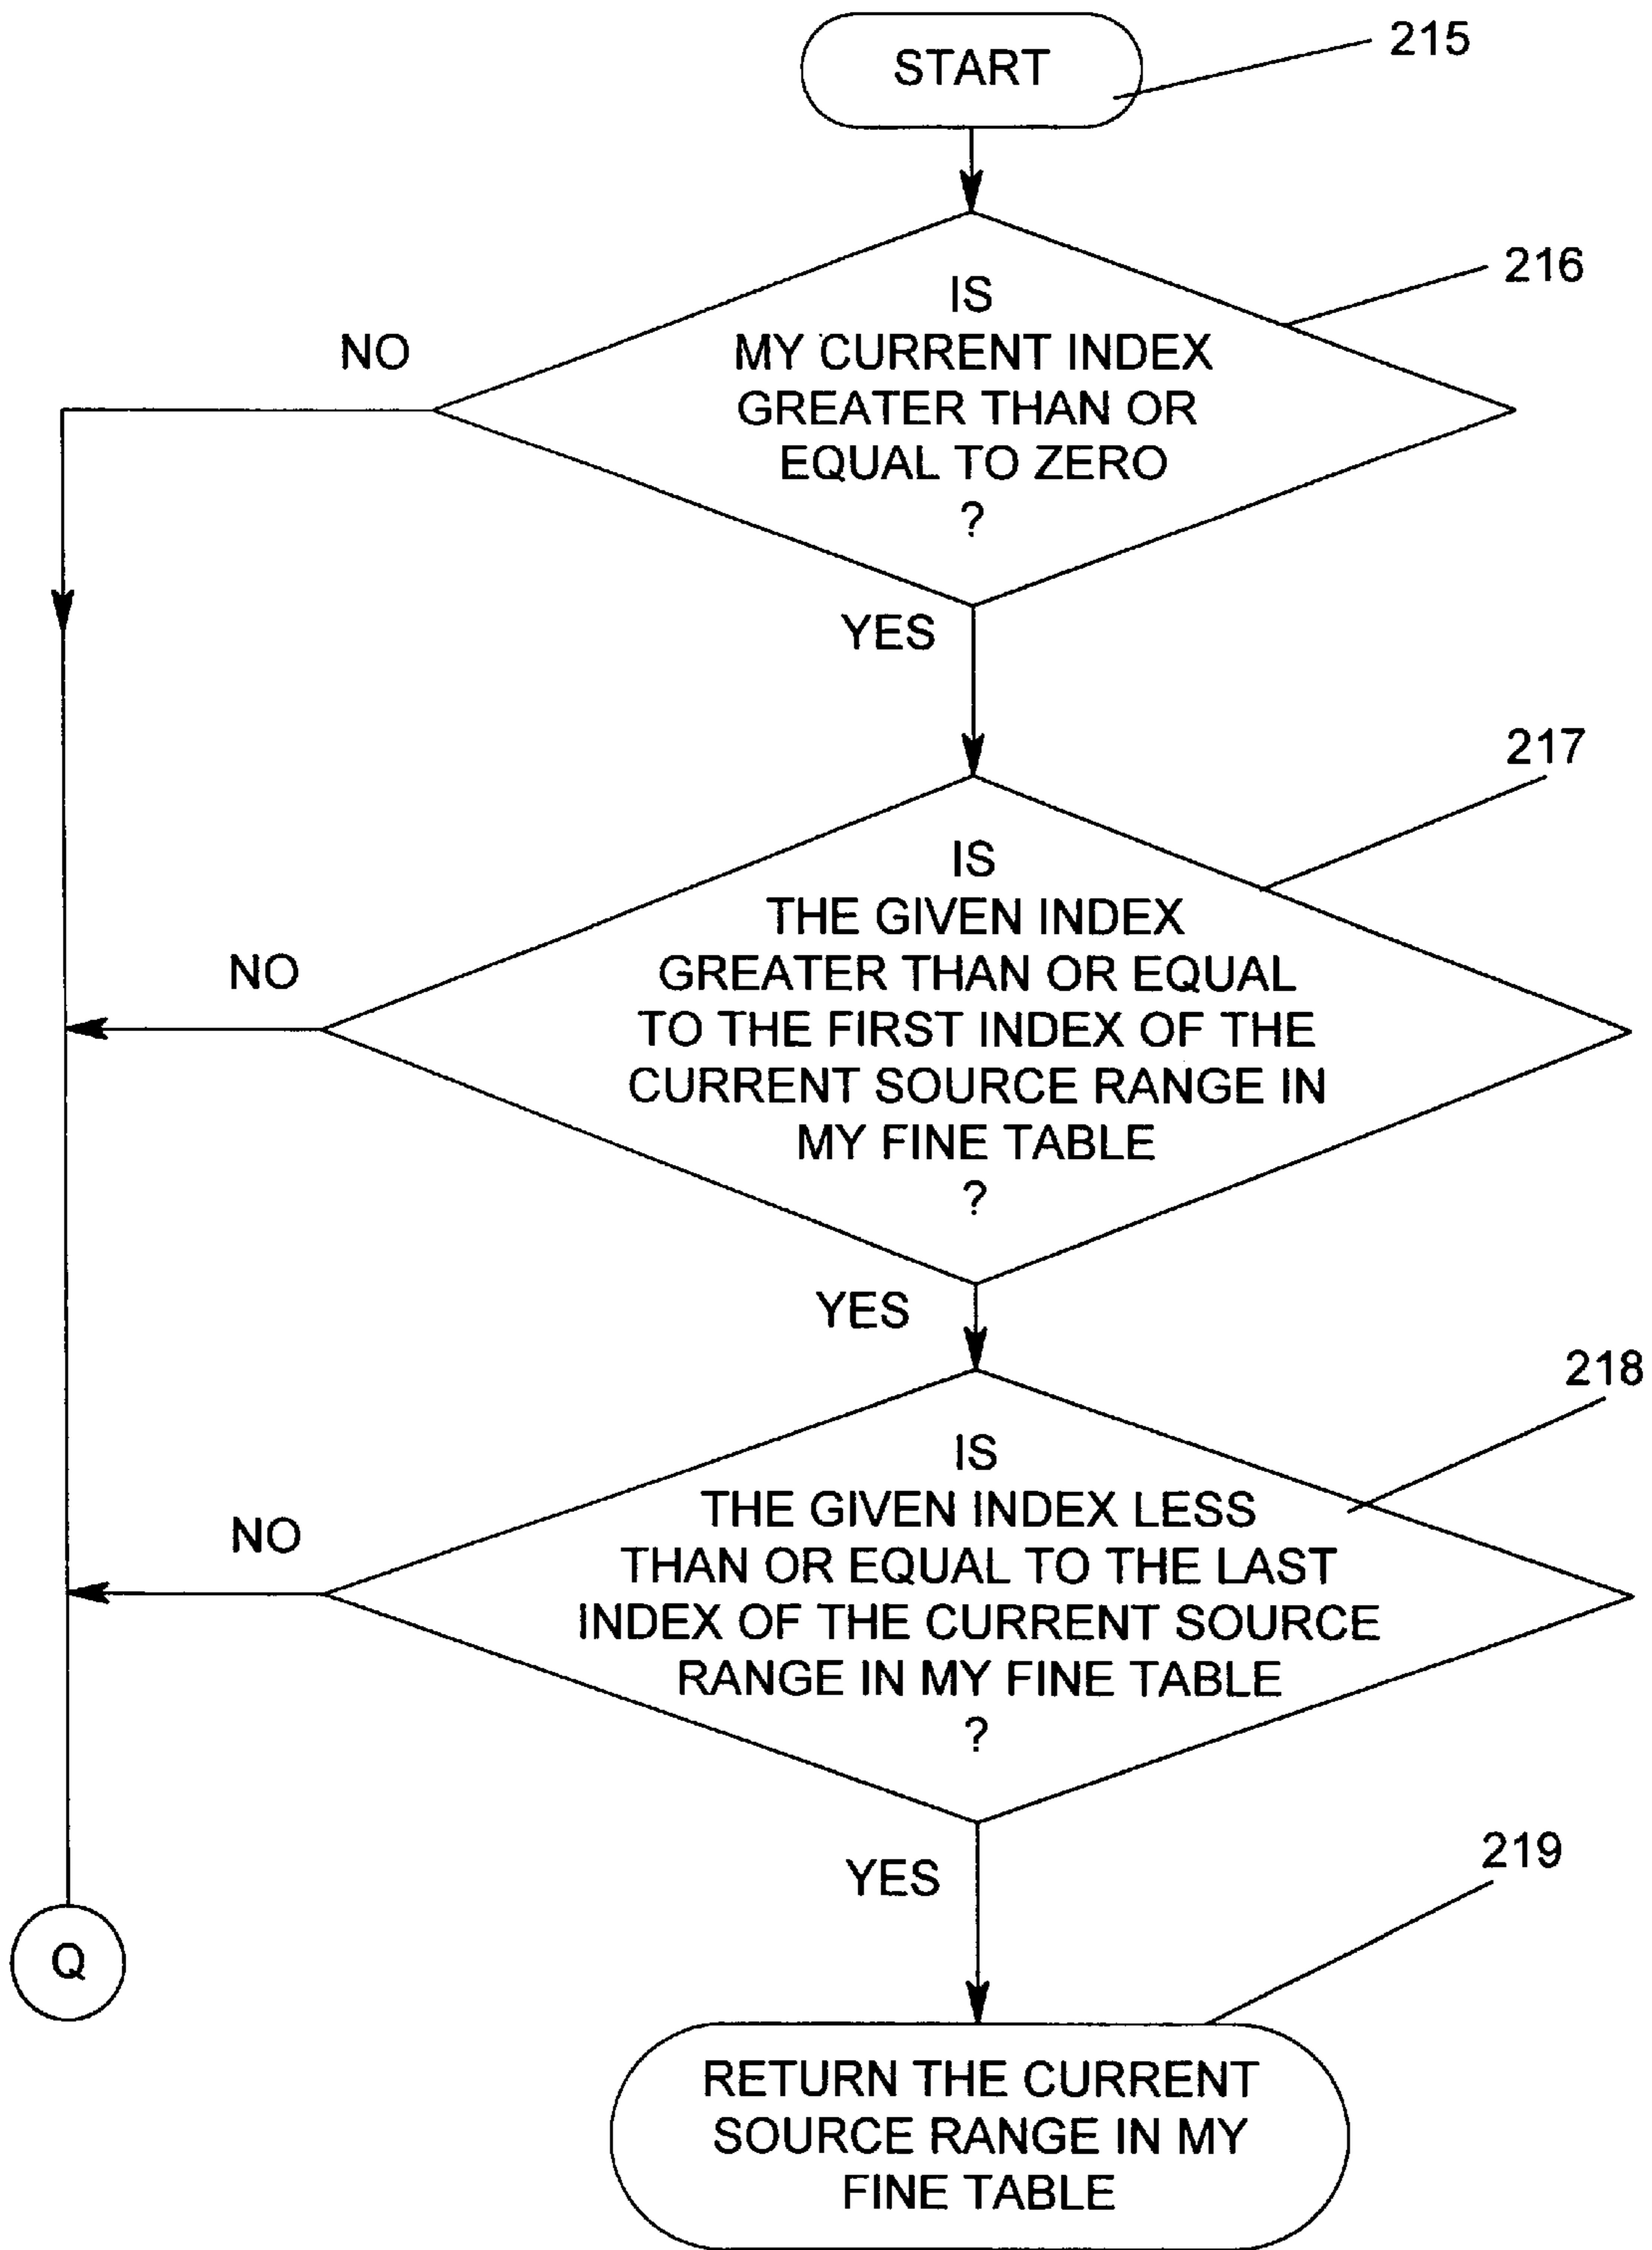 START
215
216
IS
MY CURRENT INDEX
GREATER THAN OR
EQUAL TO ZERO
?
NO
YES
217
IS
THE GIVEN INDEX
GREATER THAN OR EQUAL
TO THE FIRST INDEX OF THE
CURRENT SOURCE RANGE IN
MY FINE TABLE
?
NO
YES
218
IS
THE GIVEN INDEX LESS
THAN OR EQUAL TO THE LAST
INDEX OF THE CURRENT SOURCE
RANGE IN MY FINE TABLE
?
NO
YES
219
Q
RETURN THE CURRENT
SOURCE RANGE IN MY
FINE TABLE